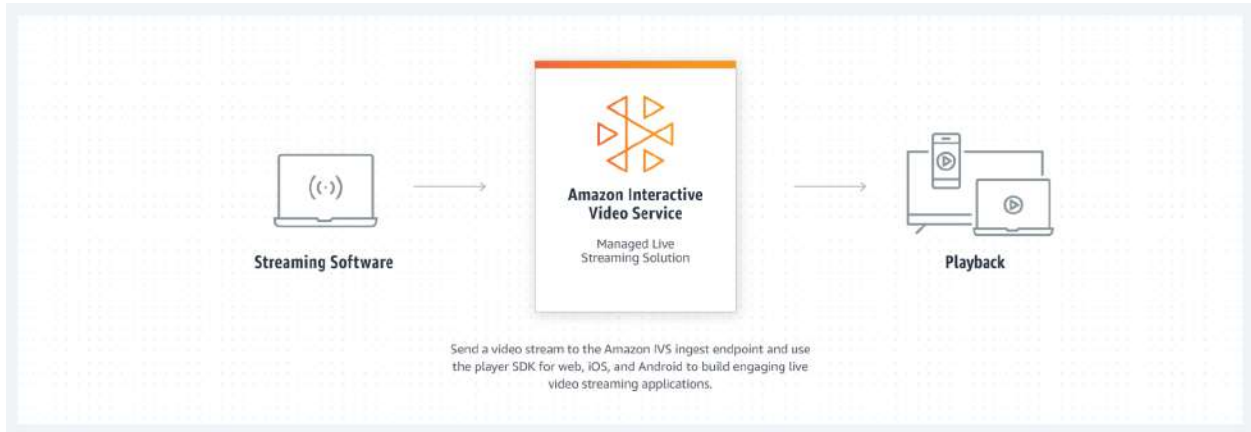 Amazon Interactive
Video Service
Managed Live
Streaming Solution
Streaming Software
Playback
Send a video stream to the Amazon IVS ingest endpoint and use
the player SDK for web, iOS, and Android to build engaging live
video streaming applications.